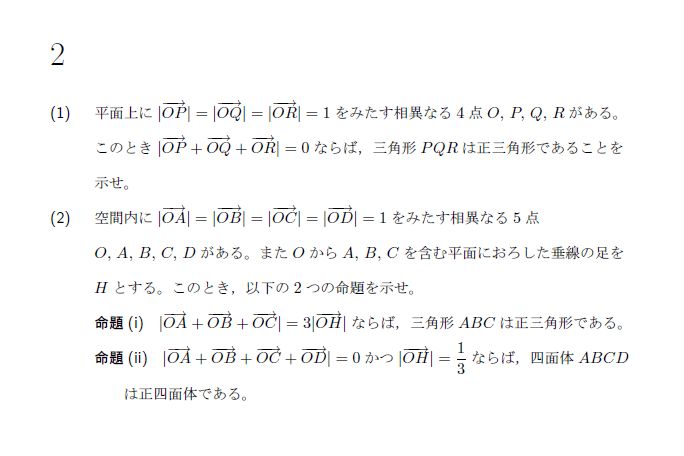 2
(1) 平面上に |$\overrightarrow{OP}$| = |$\overrightarrow{OQ}$| = |$\overrightarrow{OR}$| = 1 をみたす相異なる 4 点 O, P, Q, R がある。
このとき |$\overrightarrow{OP}$ + $\overrightarrow{OQ}$ + $\overrightarrow{OR}$| = 0 ならば，三角形 PQR は正三角形であることを
示せ。
(2) 空間内に |$\overrightarrow{OA}$| = |$\overrightarrow{OB}$| = |$\overrightarrow{OC}$| = |$\overrightarrow{OD}$| = 1 をみたす相異なる 5 点
O, A, B, C, D がある。また O から A, B, C を含む平面におろした垂線の足を
H とする。このとき，以下の 2 つの命題を示せ。
命題 (i) |$\overrightarrow{OA}$ + $\overrightarrow{OB}$ + $\overrightarrow{OC}$| = 3|$\overrightarrow{OH}$| ならば，三角形 ABC は正三角形である。
命題 (ii) |$\overrightarrow{OA}$ + $\overrightarrow{OB}$ + $\overrightarrow{OC}$ + $\overrightarrow{OD}$| = 0 かつ |$\overrightarrow{OH}$| = $\frac{1}{3}$ ならば，四面体 ABCD
は正四面体である。